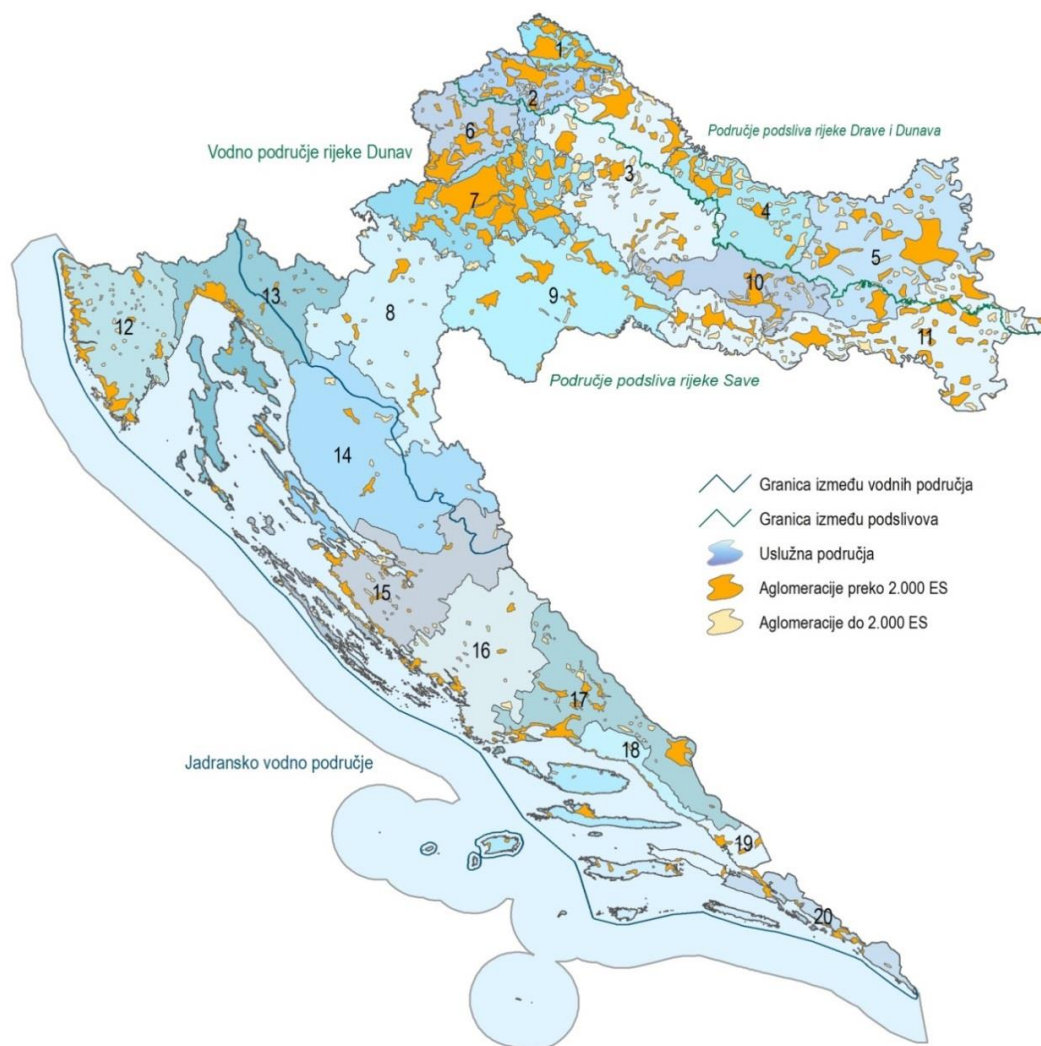 1
2
Područje podsliva rijeke Drave i Dunava
6
Vodno područje rijeke Dunav
3
7
4
5
10
9
13
8
12
11
Područje podsliva rijeke Save
14
Granica između vodnih područja
Granica između podslivova
Uslužna područja
Aglomeracije preko 2.000 ES
Aglomeracije do 2.000 ES
15
16
17
18
Jadransko vodno područje
19
20